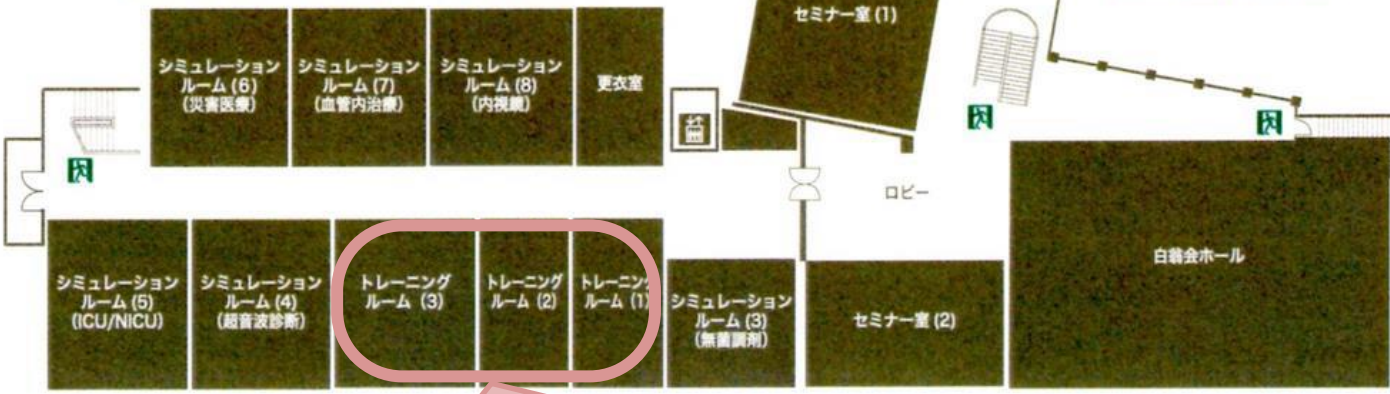 セミナー室 (1)
シミュレーション
ルーム (6)
（災害医療）
シミュレーション
ルーム (7)
（血管内治療）
シミュレーション
ルーム (8)
（内視鏡）
更衣室
ロビー
白翁会ホール
シミュレーション
ルーム (5)
(ICU/NICU)
シミュレーション
ルーム (4)
（超音波診断）
トレーニング
ルーム（3）
トレーニング
ルーム（2）
トレーニング
ルーム（1）
シミュレーション
ルーム (3)
（無菌調剤）
セミナー室 (2)